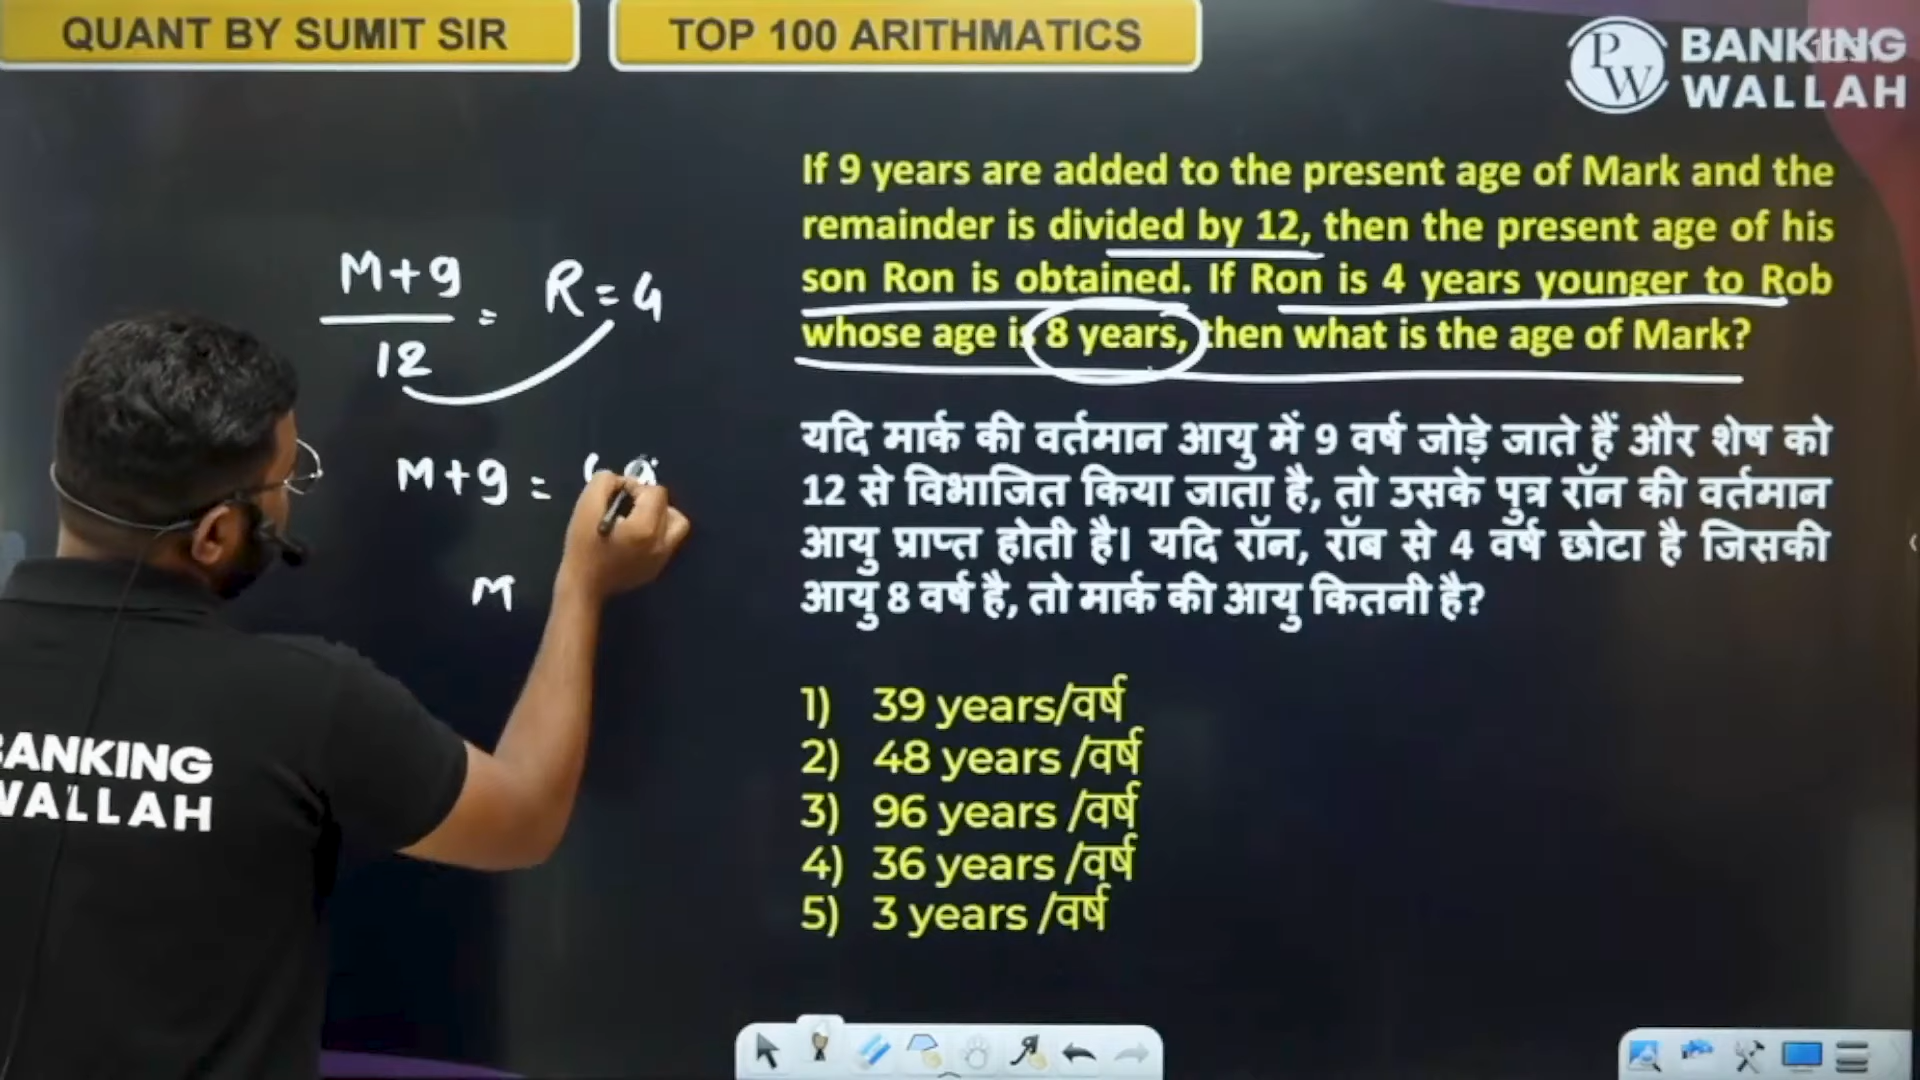 QUANT BY SUMIT SIR
TOP 100 ARITHMATICS
PW
BANKING
WALLAH
If 9 years are added to the present age of Mark and the
remainder is divided by 12, then the present age of his
son Ron is obtained. If Ron is 4 years younger to Rob
whose age is 8 years, then what is the age of Mark?
M+9
12
= R=4
M+9 =
M
यदि मार्क की वर्तमान आयु में 9 वर्ष जोड़े जाते हैं और शेष को
12 से विभाजित किया जाता है, तो उसके पुत्र रॉन की वर्तमान
आयु प्राप्त होती है। यदि रॉन, रॉब से 4 वर्ष छोटा है जिसकी
आयु 8 वर्ष है, तो मार्क की आयु कितनी है?
1) 39 years/वर्ष
2) 48 years /वर्ष
3) 96 years /वर्ष
4) 36 years /वर्ष
5) 3 years /वर्ष
BANKING
WALLAH